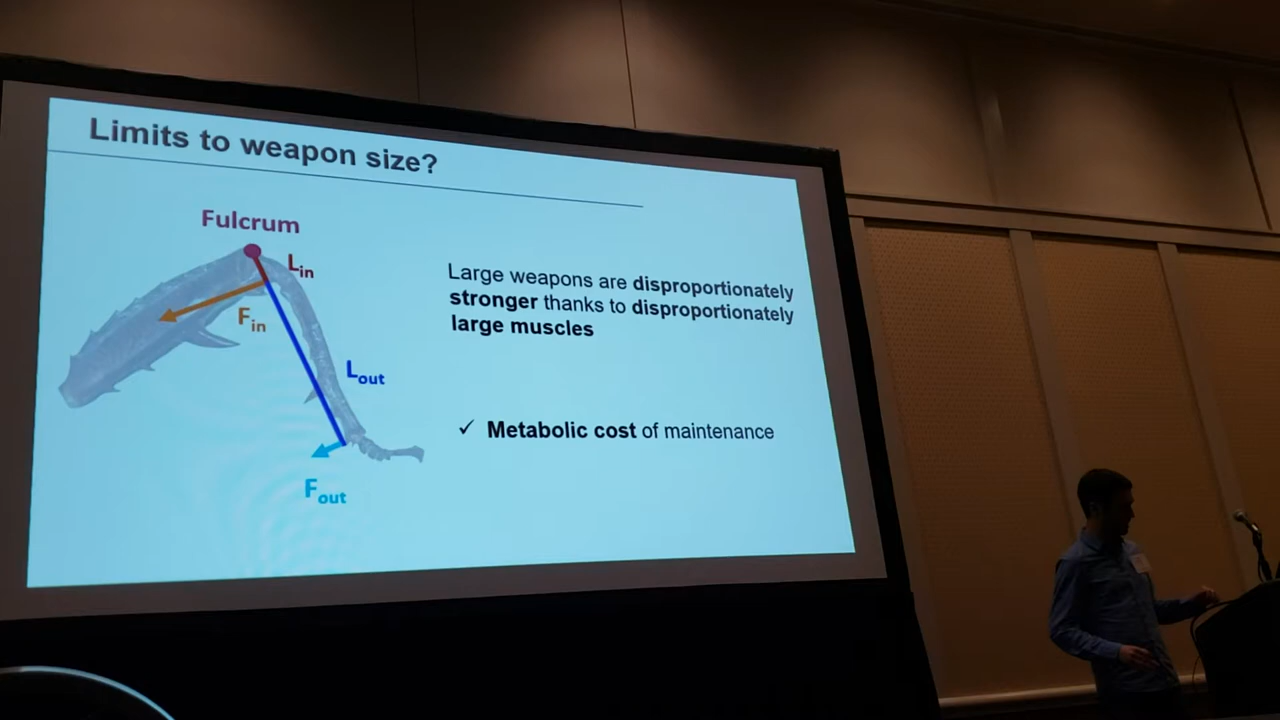 Limits to weapon size?
Fulcrum
Lin
Fin
Lout
Fout
Large weapons are disproportionately
stronger thanks to disproportionately
large muscles
✓ Metabolic cost of maintenance